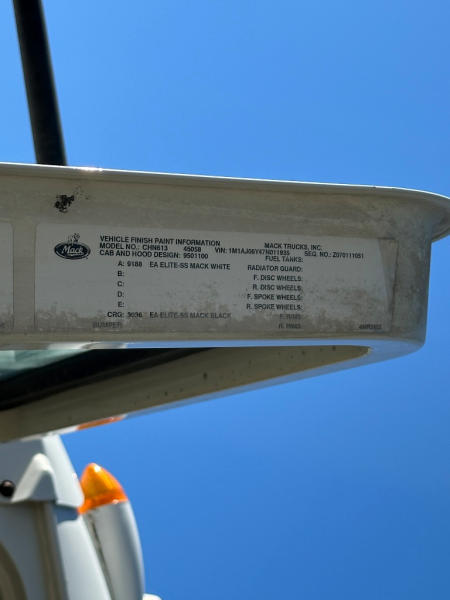 Mack
VEHICLE FINISH PAINT INFORMATION MACK TRUCKS, INC.
MODEL NO.: CHN613 45058 VIN: 1M1AJ06Y47N011935 SEQ. NO.: Z070111051
CAB AND HOOD DESIGN: 9501100 FUEL TANKS:
A: 9188 EA ELITE-SS MACK WHITE RADIATOR GUARD:
B: F. DISC WHEELS:
C: R. DISC WHEELS:
D: F. SPOKE WHEELS:
E: R. SPOKE WHEELS:
CRG: 3036 EA ELITE-SS MACK BLACK F. RIMS:
BUMPER: R. RIMS: